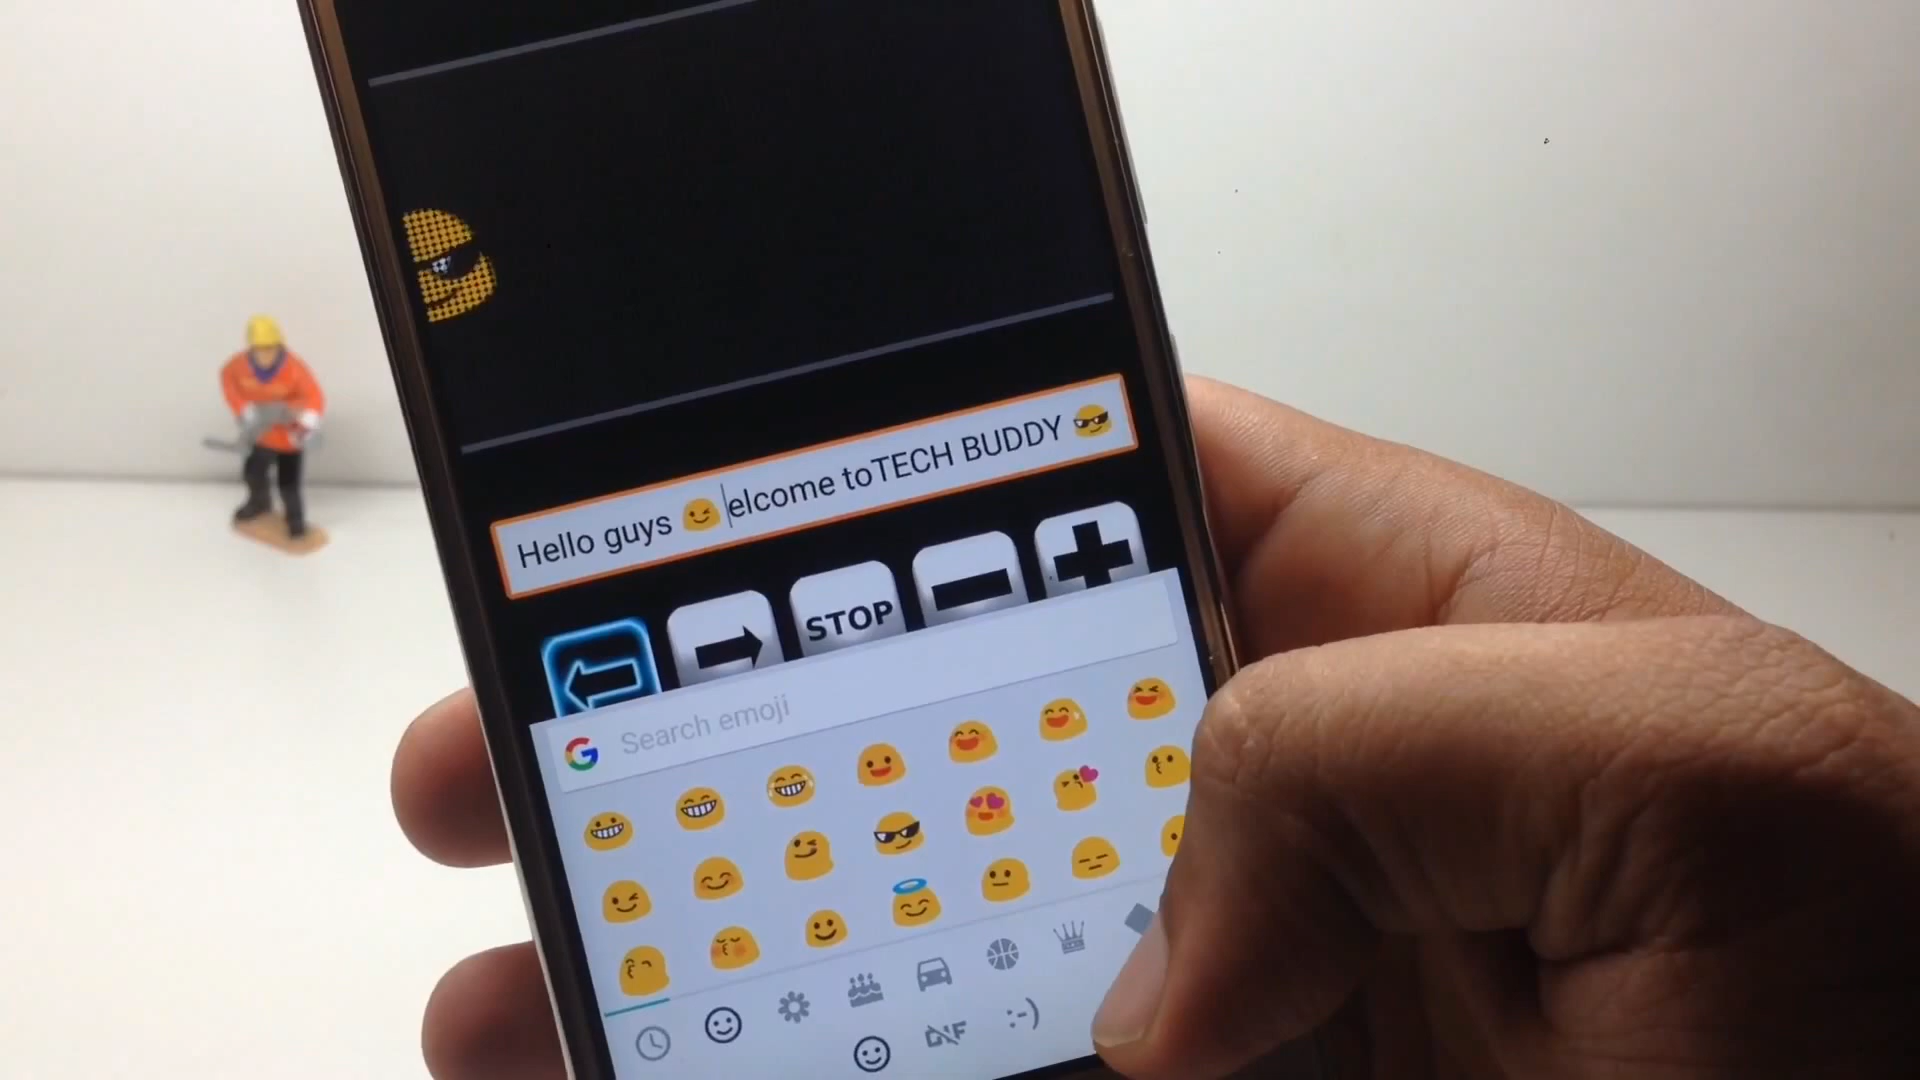 Hello guys 😉 elcome toTECH BUDDY 😎
STOP
G Search emoji
GIF :-)